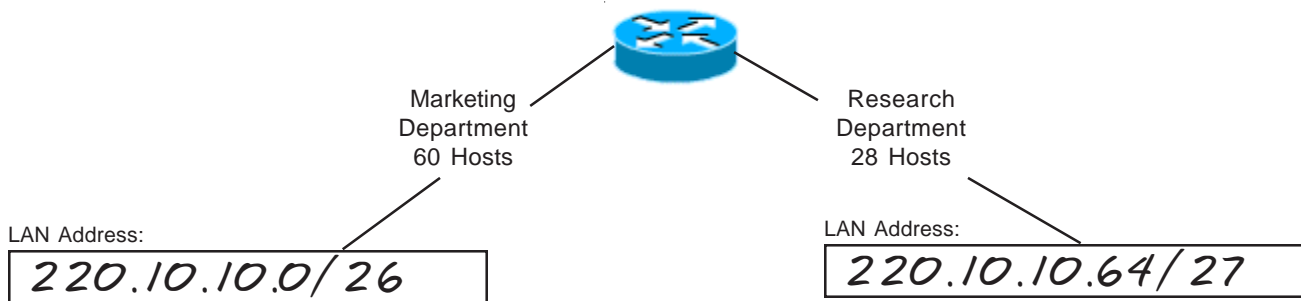 Marketing
Department
60 Hosts
Research
Department
28 Hosts
LAN Address:
220.10.10.0/26
LAN Address:
220.10.10.64/27